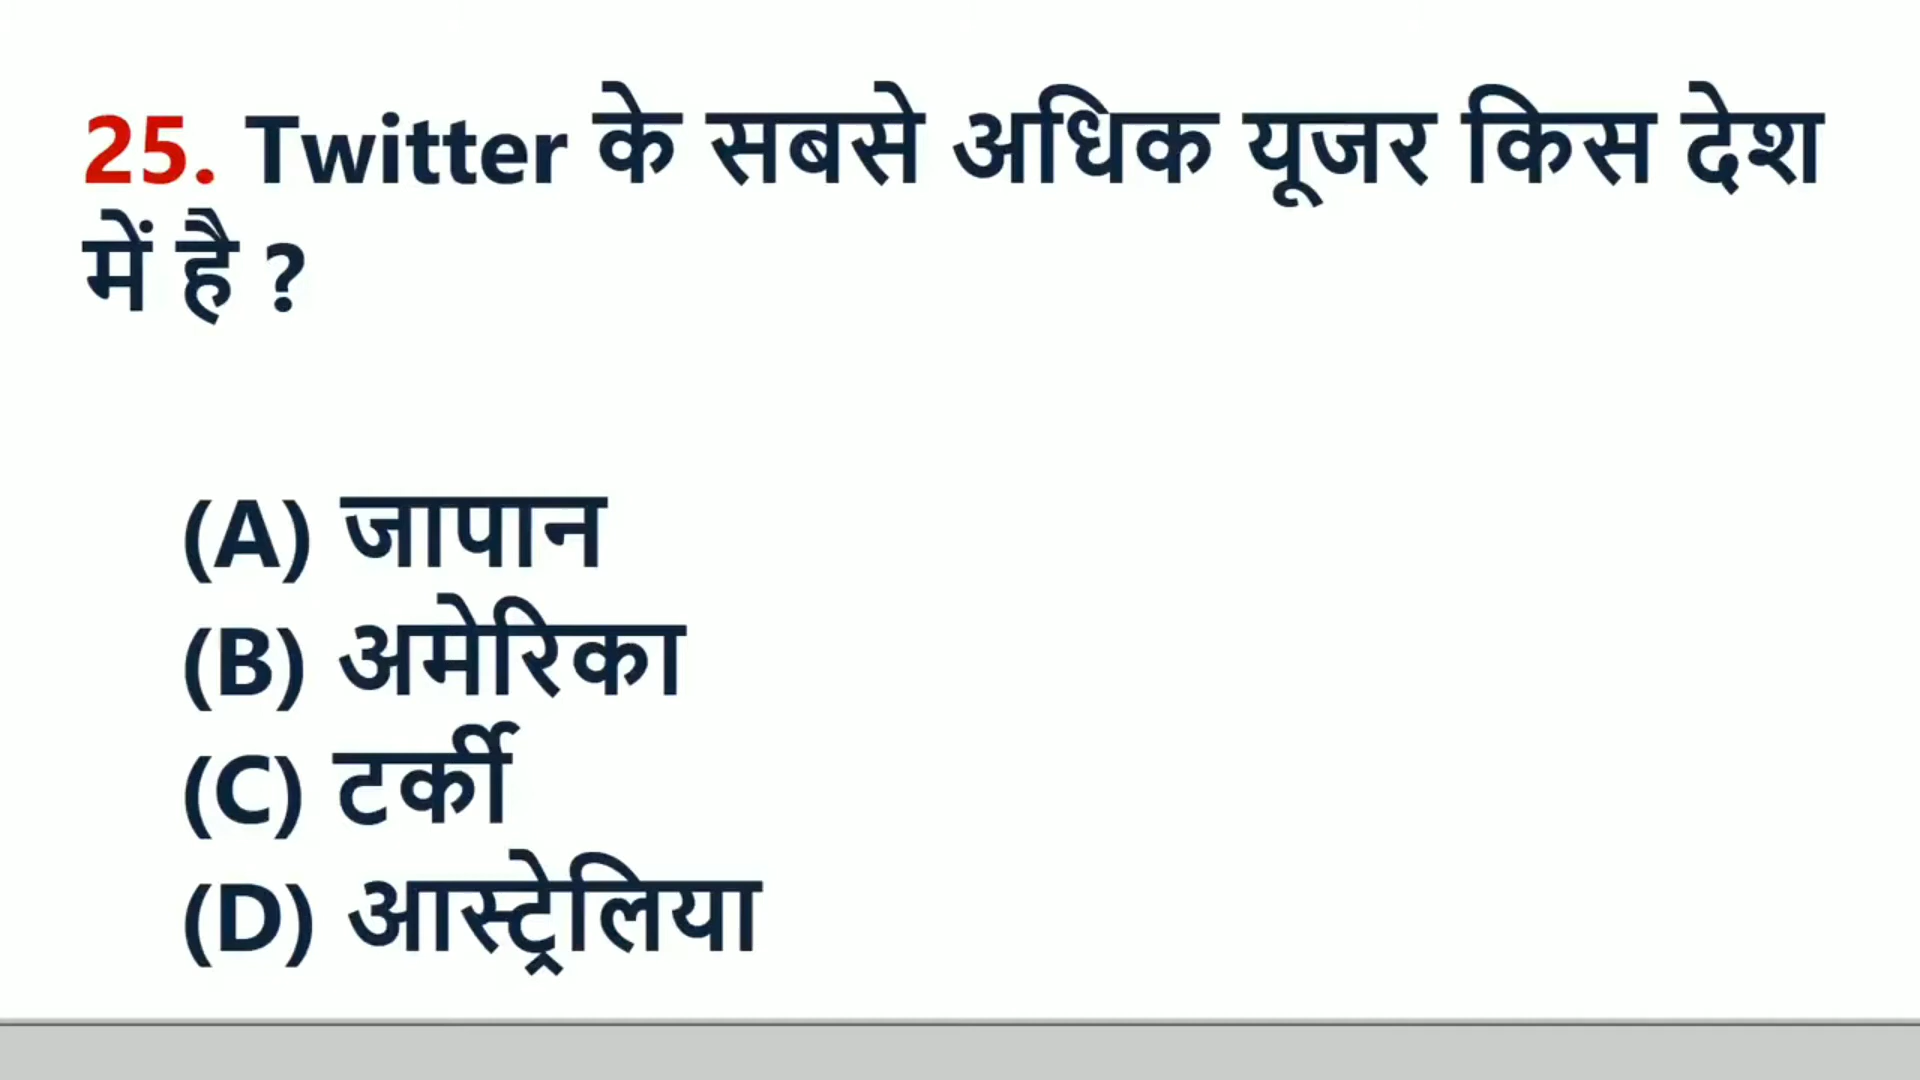 25. Twitter के सबसे अधिक यूजर किस देश
में है ?
(A) जापान
(B) अमेरिका
(C) टर्की
(D) आस्ट्रेलिया